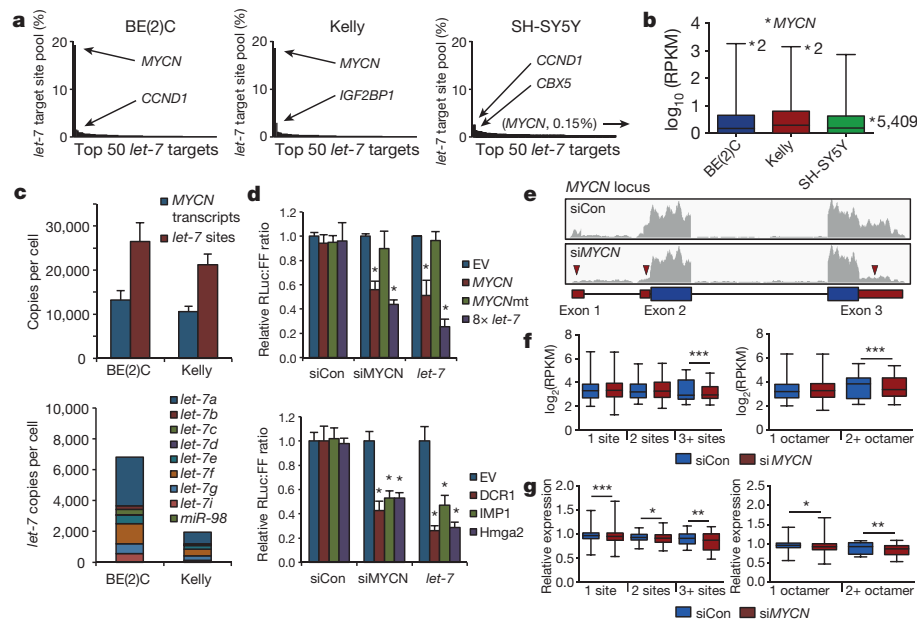 a
BE(2)C
let-7 target site pool (%)
20
10
0
MYCN
CCND1
Top 50 let-7 targets
Kelly
20
10
0
MYCN
IGF2BP1
Top 50 let-7 targets
SH-SY5Y
let-7 target site pool (%)
20
10
0
CCND1
CBX5
(MYCN, 0.15%)
Top 50 let-7 targets
b
*MYCN
log10 (RPKM)
4
3
2
1
0
*2
*2
*5,409
BE(2)C
Kelly
SH-SY5Y
c
MYCN transcripts
let-7 sites
Copies per cell
30,000
20,000
10,000
0
BE(2)C
Kelly
let-7 copies per cell
10,000
8,000
6,000
4,000
2,000
0
let-7a
let-7b
let-7c
let-7d
let-7e
let-7f
let-7g
let-7i
miR-98
BE(2)C
Kelly
d
Relative RLuc:FF ratio
1.2
1.0
0.8
0.6
0.4
0.2
0.0
* * * *
EV
MYCN
MYCNmt
8× let-7
siCon
siMYCN
let-7
Relative RLuc:FF ratio
1.2
1.0
0.8
0.6
0.4
0.2
0
* * * * * *
EV
DCR1
IMP1
Hmga2
siCon
siMYCN
let-7
e
MYCN locus
siCon
siMYCN
Exon 1
Exon 2
Exon 3
f
log2(RPKM)
8
6
4
2
0
***
1 site
2 sites
3+ sites
log2(RPKM)
8
6
4
2
0
***
1 octamer
2+ octamer
siCon
siMYCN
g
Relative expression
2.0
1.5
1.0
0.5
0
***
*
**
1 site
2 sites
3+ sites
Relative expression
2.0
1.5
1.0
0.5
0.0
*
**
1 octamer
2+ octamer
siCon
siMYCN